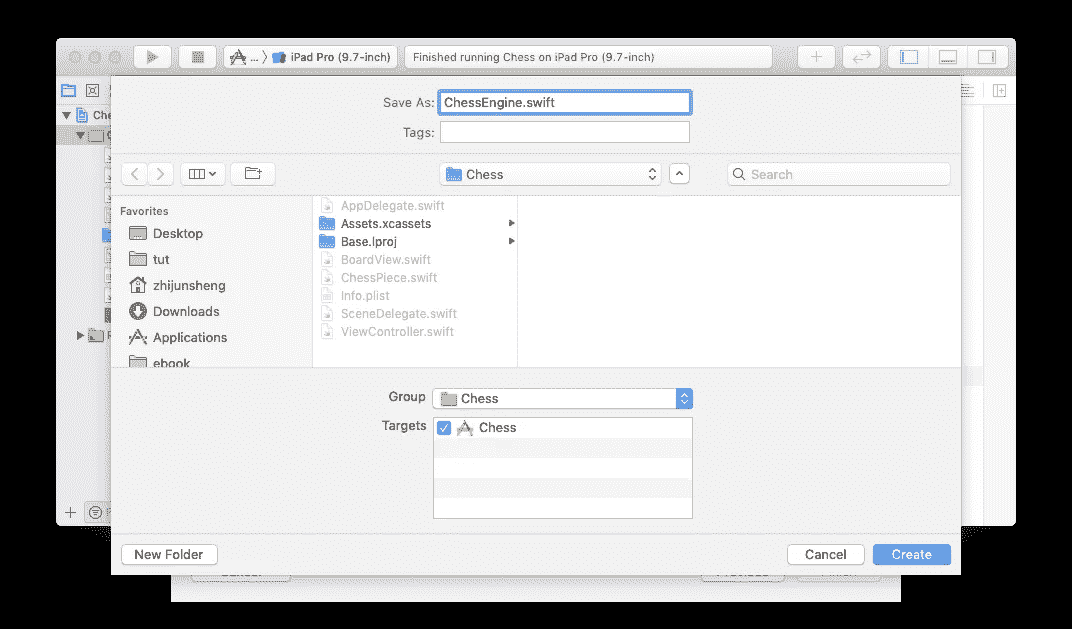 ... iPad Pro (9.7-inch) Finished running Chess on iPad Pro (9.7-inch)
Save As: ChessEngine.swift
Tags:
Chess
Search
Favorites
Desktop
tut
zhijunsheng
Downloads
Applications
ebook
AppDelegate.swift
Assets.xcassets
Base.lproj
BoardView.swift
ChessPiece.swift
Info.plist
SceneDelegate.swift
ViewController.swift
Group Chess
Targets Chess
New Folder Cancel Create